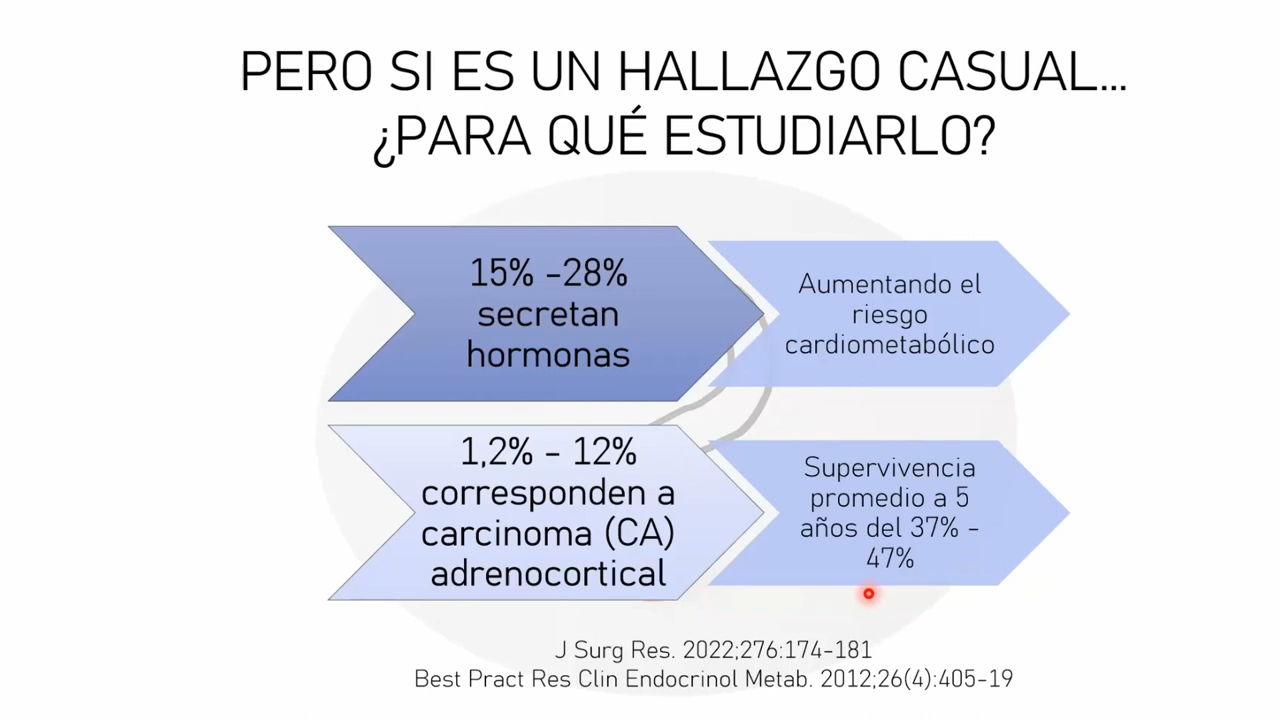 PERO SI ES UN HALLAZGO CASUAL...
¿PARA QUÉ ESTUDIARLO?
15% -28%
secretan
hormonas
Aumentando el
riesgo
cardiometabólico
1,2% - 12%
corresponden a
carcinoma (CA)
adrenocortical
Supervivencia
promedio a 5
años del 37% -
47%
J Surg Res. 2022;276:174-181
Best Pract Res Clin Endocrinol Metab. 2012;26(4):405-19